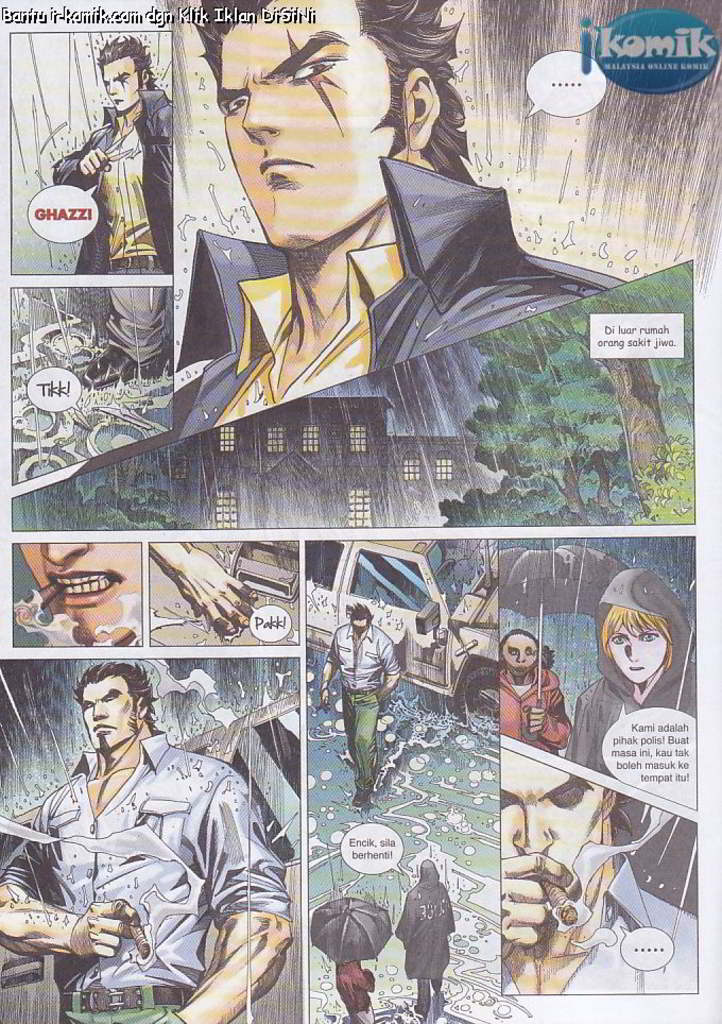 Bantu i-komik.com dgn Klik Iklan DiSiNi
ikomik
MALAYSIA ONLINE KOMIK
.....
GHAZZ!
Di luar rumah
orang sakit jiwa.
TIKK!
Pakk!
Kami adalah
pihak polis! Buat
masa ini, kau tak
boleh masuk ke
tempat itu!
Encik, sila
berhenti!
.....